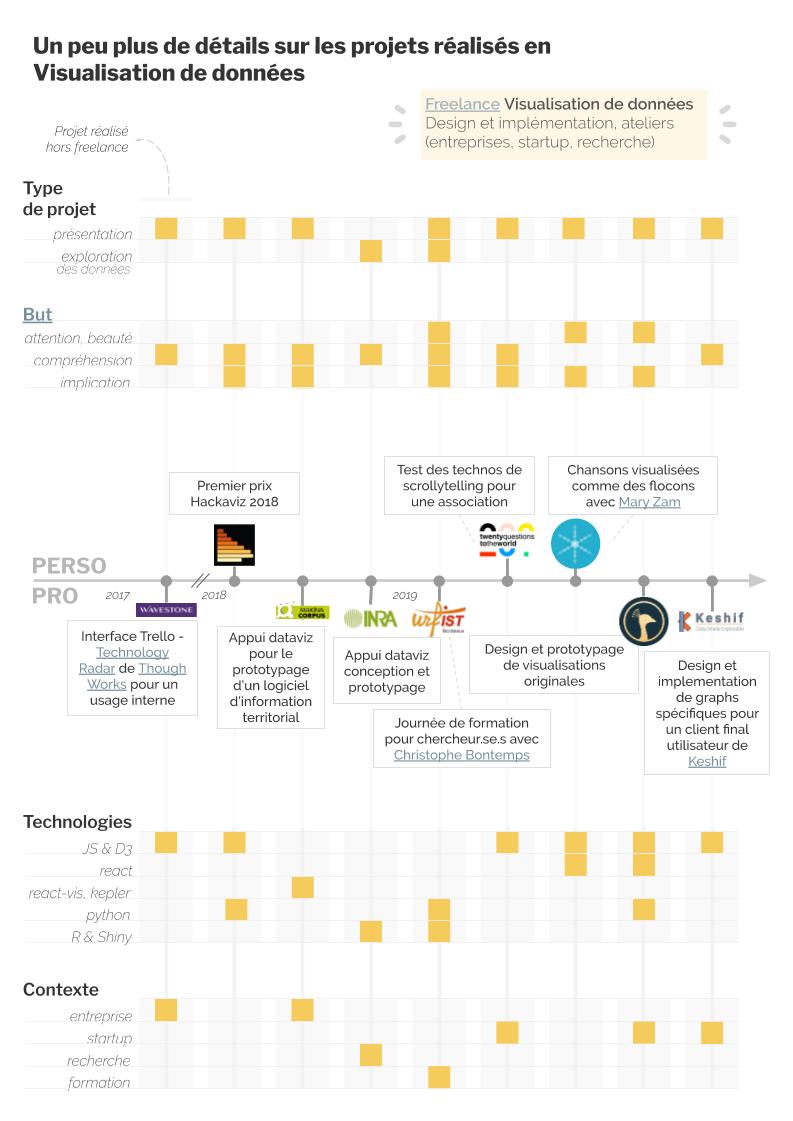 Un peu plus de détails sur les projets réalisés en
Visualisation de données
Freelance Visualisation de données
Design et implémentation, ateliers
(entreprises, startup, recherche)
Projet réalisé
hors freelance
Type
de projet
présentation
exploration
des données
But
attention, beauté
compréhension
implication
Premier prix
Hackaviz 2018
Test des technos de
scrollytelling pour
une association
Chansons visualisées
comme des flocons
avec Mary Zam
twentyquestions
totheworld
PERSO
PRO
2017
2018
2019
WAVESTONE
MAKINA
CORPUS
INRA
urfist
Bordeaux
Keshif
Data Made Explorable
Interface Trello -
Technology
Radar de Though
Works pour un
usage interne
Appui dataviz
pour le
prototypage
d'un logiciel
d'information
territorial
Appui dataviz
conception et
prototypage
Journée de formation
pour chercheur.se.s avec
Christophe Bontemps
Design et prototypage
de visualisations
originales
Design et
implementation
de graphs
spécifiques pour
un client final
utilisateur de
Keshif
Technologies
JS & D3
react
react-vis, kepler
python
R & Shiny
Contexte
entreprise
startup
recherche
formation